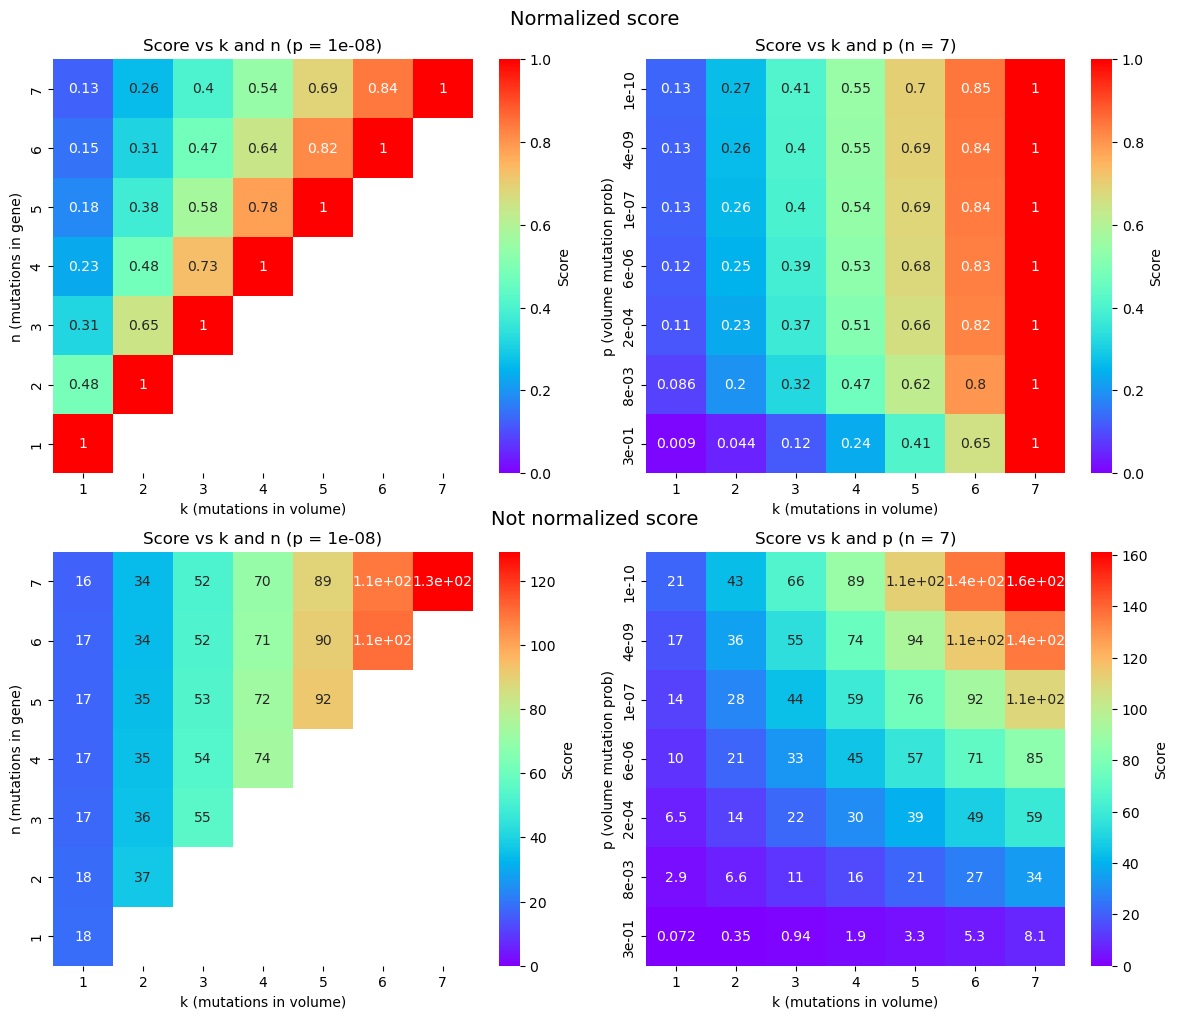 Normalized score
Score vs k and n (p = 1e-08)
n (mutations in gene)
7 0.13 0.26 0.4 0.54 0.69 0.84 1
6 0.15 0.31 0.47 0.64 0.82 1
5 0.18 0.38 0.58 0.78 1
4 0.23 0.48 0.73 1
3 0.31 0.65 1
2 0.48 1
1 1
1 2 3 4 5 6 7
k (mutations in volume)
1.0
0.8
0.6
0.4
0.2
0.0
Score
Score vs k and p (n = 7)
p (volume mutation prob)
1e-10 0.13 0.27 0.41 0.55 0.7 0.85 1
4e-09 0.13 0.26 0.4 0.55 0.69 0.84 1
1e-07 0.13 0.26 0.4 0.54 0.69 0.84 1
6e-06 0.12 0.25 0.39 0.53 0.68 0.83 1
2e-04 0.11 0.23 0.37 0.51 0.66 0.82 1
8e-03 0.086 0.2 0.32 0.47 0.62 0.8 1
3e-01 0.009 0.044 0.12 0.24 0.41 0.65 1
1 2 3 4 5 6 7
k (mutations in volume)
1.0
0.8
0.6
0.4
0.2
0.0
Score
Not normalized score
Score vs k and n (p = 1e-08)
n (mutations in gene)
7 16 34 52 70 89 1.1e+02 1.3e+02
6 17 34 52 71 90 1.1e+02
5 17 35 53 72 92
4 17 35 54 74
3 17 36 55
2 18 37
1 18
1 2 3 4 5 6 7
k (mutations in volume)
120
100
80
60
40
20
0
Score
Score vs k and p (n = 7)
p (volume mutation prob)
1e-10 21 43 66 89 1.1e+02 1.4e+02 1.6e+02
4e-09 17 36 55 74 94 1.1e+02 1.4e+02
1e-07 14 28 44 59 76 92 1.1e+02
6e-06 10 21 33 45 57 71 85
2e-04 6.5 14 22 30 39 49 59
8e-03 2.9 6.6 11 16 21 27 34
3e-01 0.072 0.35 0.94 1.9 3.3 5.3 8.1
1 2 3 4 5 6 7
k (mutations in volume)
160
140
120
100
80
60
40
20
0
Score